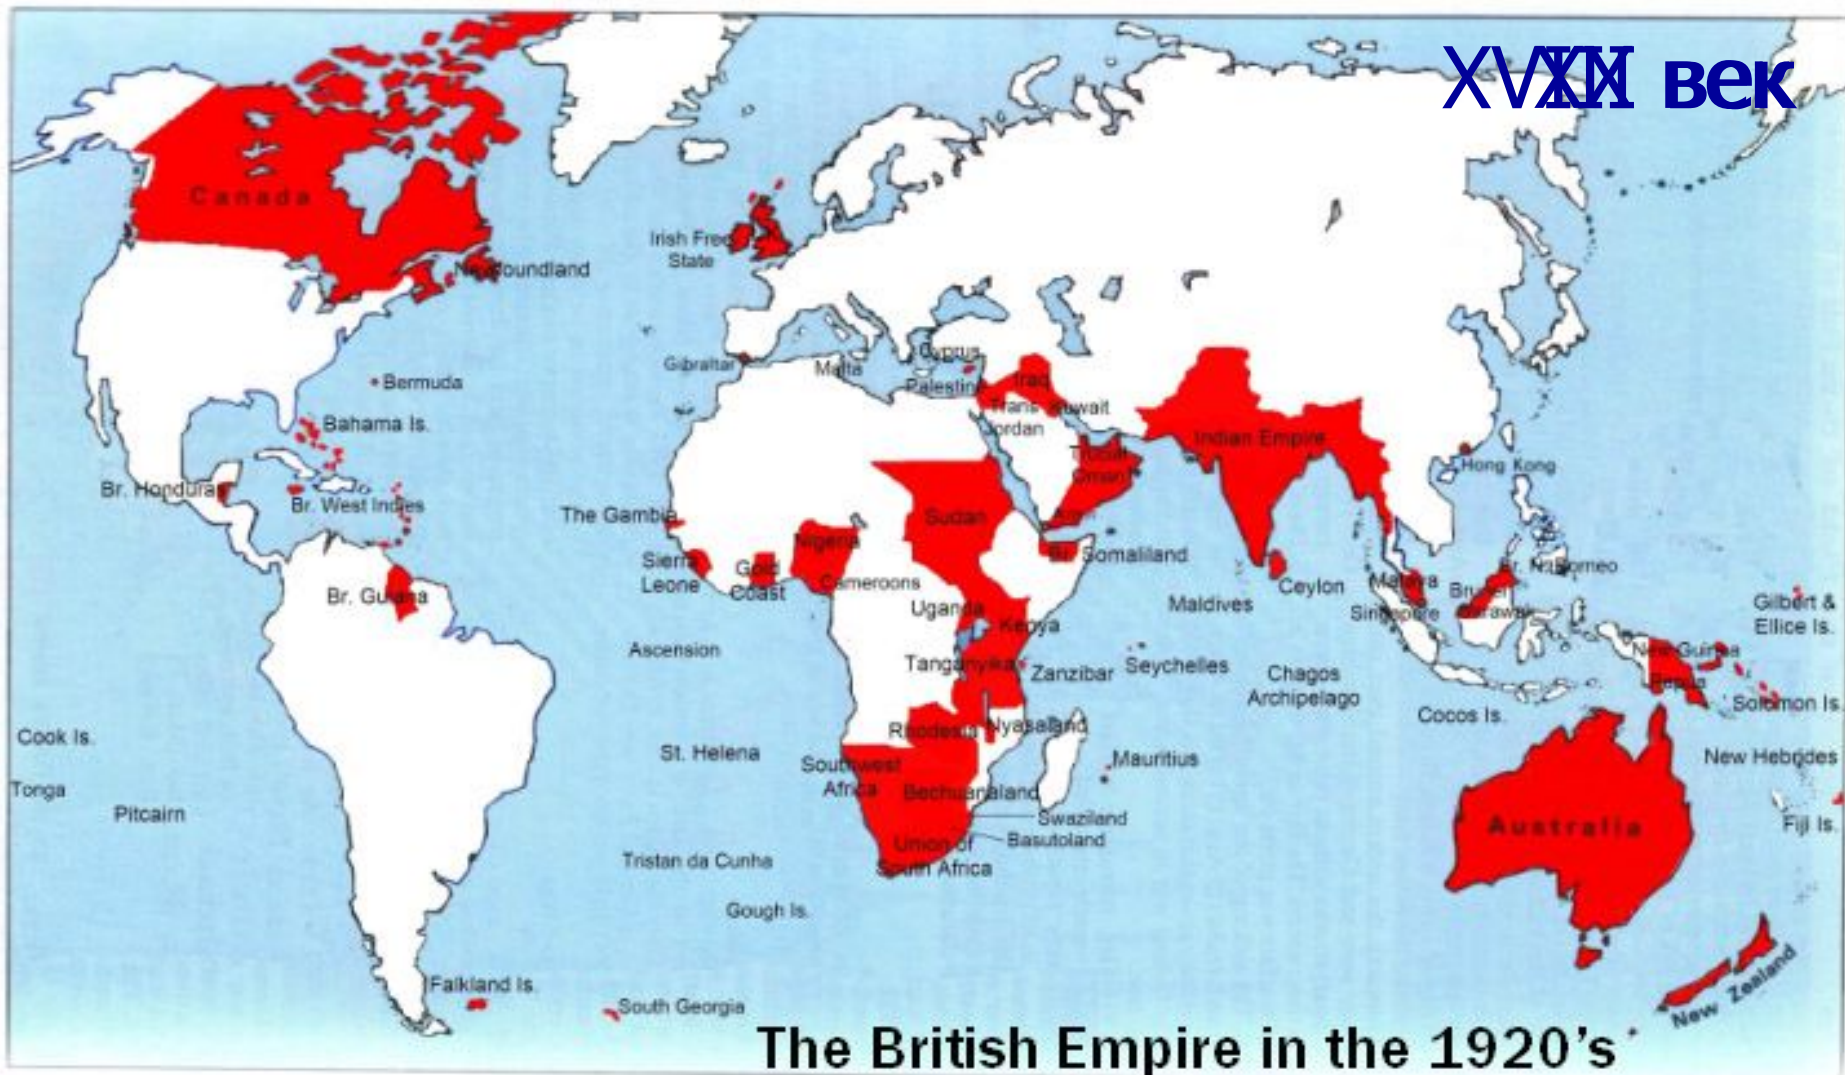 век
Canada
Newfoundland
Irish Free
State
Gibraltar
Malta
Cyprus
Palestine
Iraq
Trans
Jordan
Kuwait
Bermuda
Bahama Is.
Br. Honduras
Br. West Indies
Indian Empire
Trucial
Oman
Aden
Hong Kong
The Gambia
Sierra
Leone
Gold
Coast
Nigeria
Cameroons
Sudan
Br. Somaliland
Br. Guiana
Uganda
Kenya
Ceylon
Maldives
Malaya
Singapore
Brunei
Br. N. Borneo
Sarawak
Gilbert &
Ellice Is.
Ascension
Tanganyika
Zanzibar
Seychelles
Chagos
Archipelago
New Guinea
Papua
Solomon Is.
Cocos Is.
Cook Is.
Tonga
Pitcairn
St. Helena
Rhodesia
Nyasaland
Mauritius
New Hebrides
Southwest
Africa
Bechuanaland
Swaziland
Basutoland
Union of
South Africa
Australia
Fiji Is.
Tristan da Cunha
Gough Is.
Falkland Is.
South Georgia
New Zealand
The British Empire in the 1920's